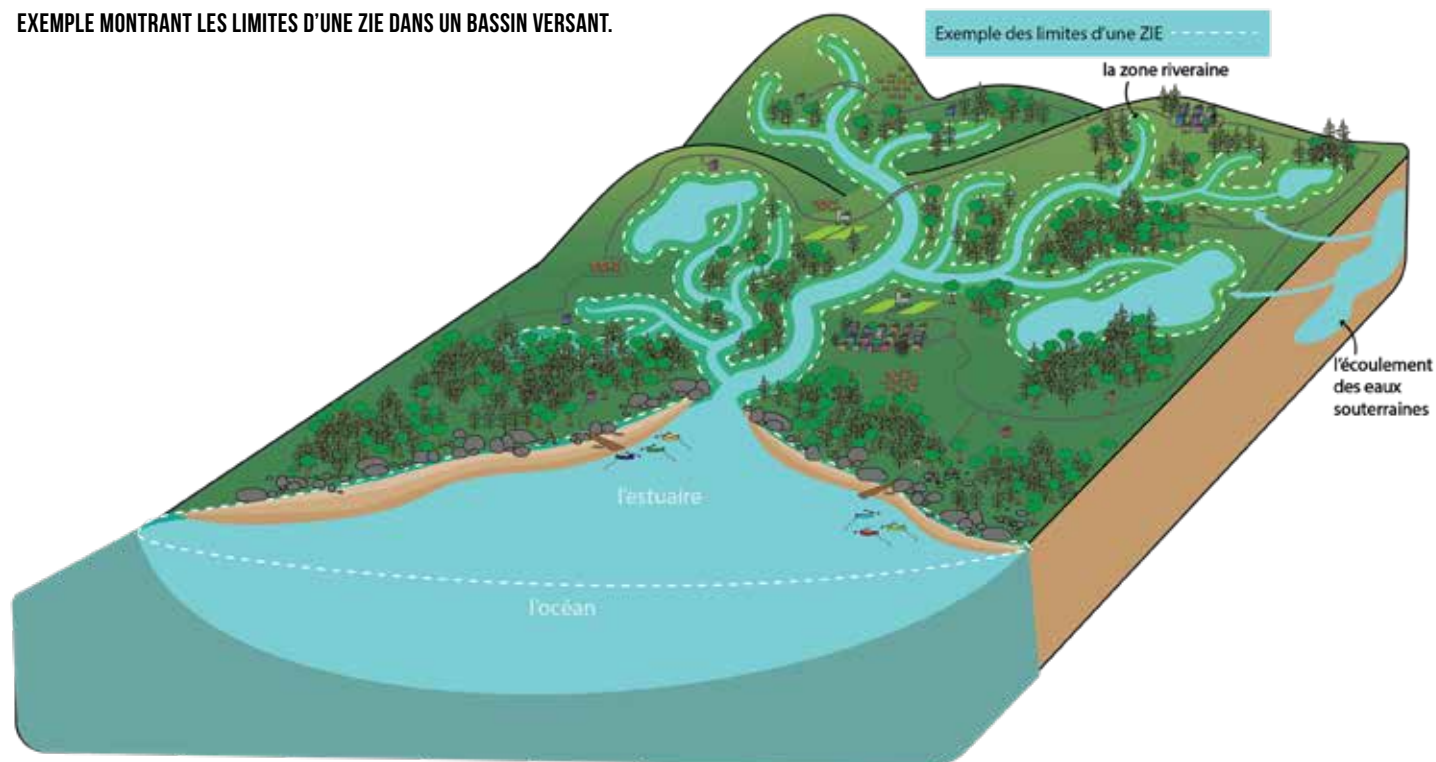 EXEMPLE MONTRANT LES LIMITES D’UNE ZIE DANS UN BASSIN VERSANT.
Exemple des limites d’une ZIE
la zone riveraine
l’écoulement
des eaux
souterraines
l’estuaire
l’océan